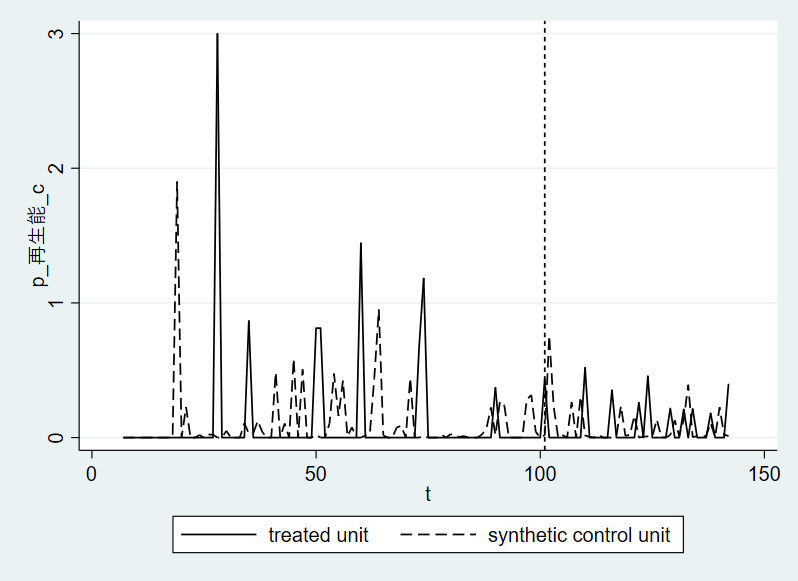 3
2
1
0
p_再生能_c
0
50
100
150
t
treated unit
synthetic control unit